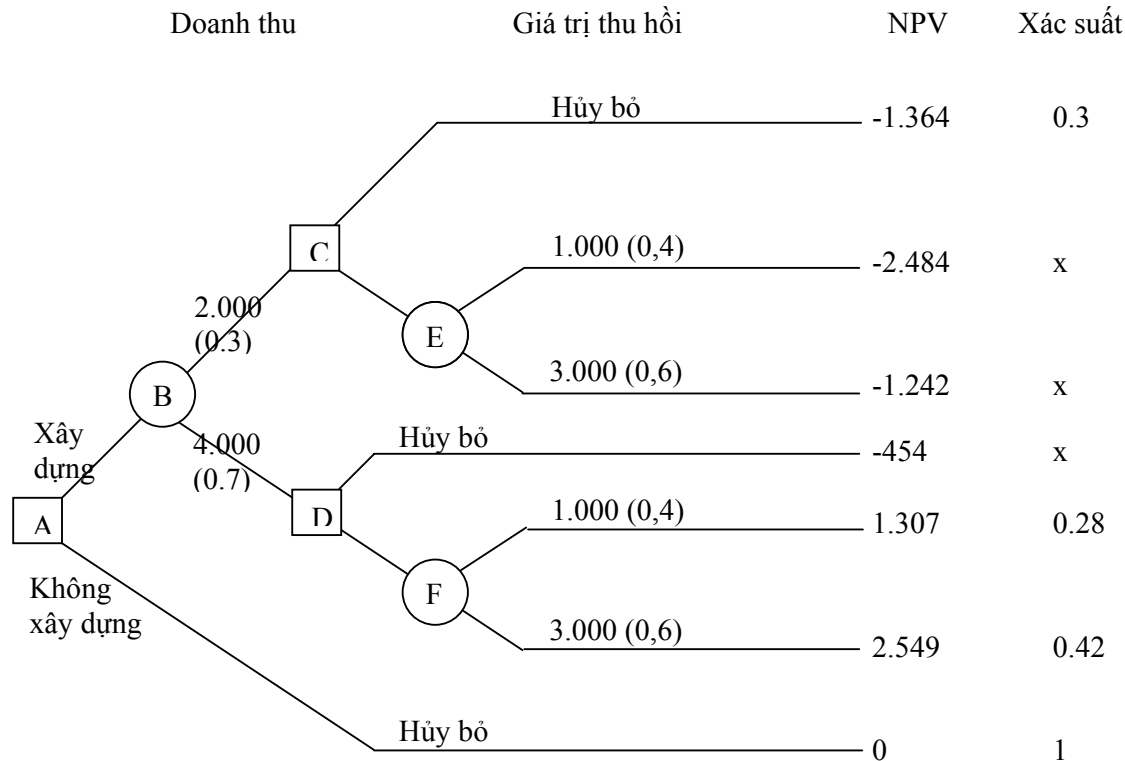 Doanh thu Giá trị thu hồi NPV Xác suất
Hủy bỏ -1.364 0.3
C
1.000 (0,4) -2.484 x
2.000
(0.3)
E
3.000 (0,6) -1.242 x
B
Xây
dựng
4.000
(0.7)
Hủy bỏ -454 x
A
D
1.000 (0,4) 1.307 0.28
Không
xây dựng
F
3.000 (0,6) 2.549 0.42
Hủy bỏ 0 1